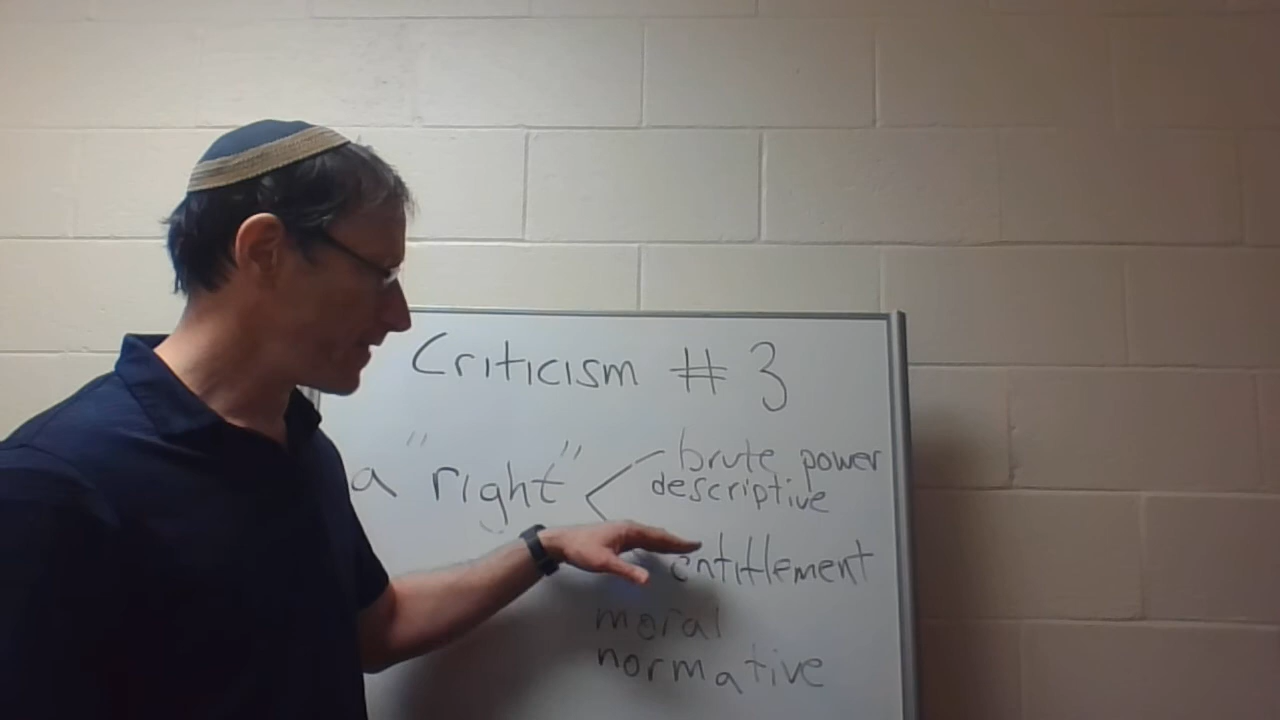 Criticism # 3
a "right" brute power
descriptive
entitlement
moral
normative